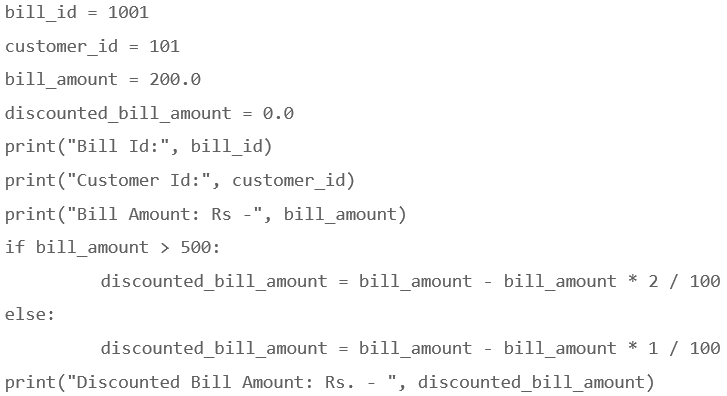 bill_id = 1001
customer_id = 101
bill_amount = 200.0
discounted_bill_amount = 0.0
print("Bill Id:", bill_id)
print("Customer Id:", customer_id)
print("Bill Amount: Rs -", bill_amount)
if bill_amount > 500:
        discounted_bill_amount = bill_amount - bill_amount * 2 / 100
else:
        discounted_bill_amount = bill_amount - bill_amount * 1 / 100
print("Discounted Bill Amount: Rs. - ", discounted_bill_amount)